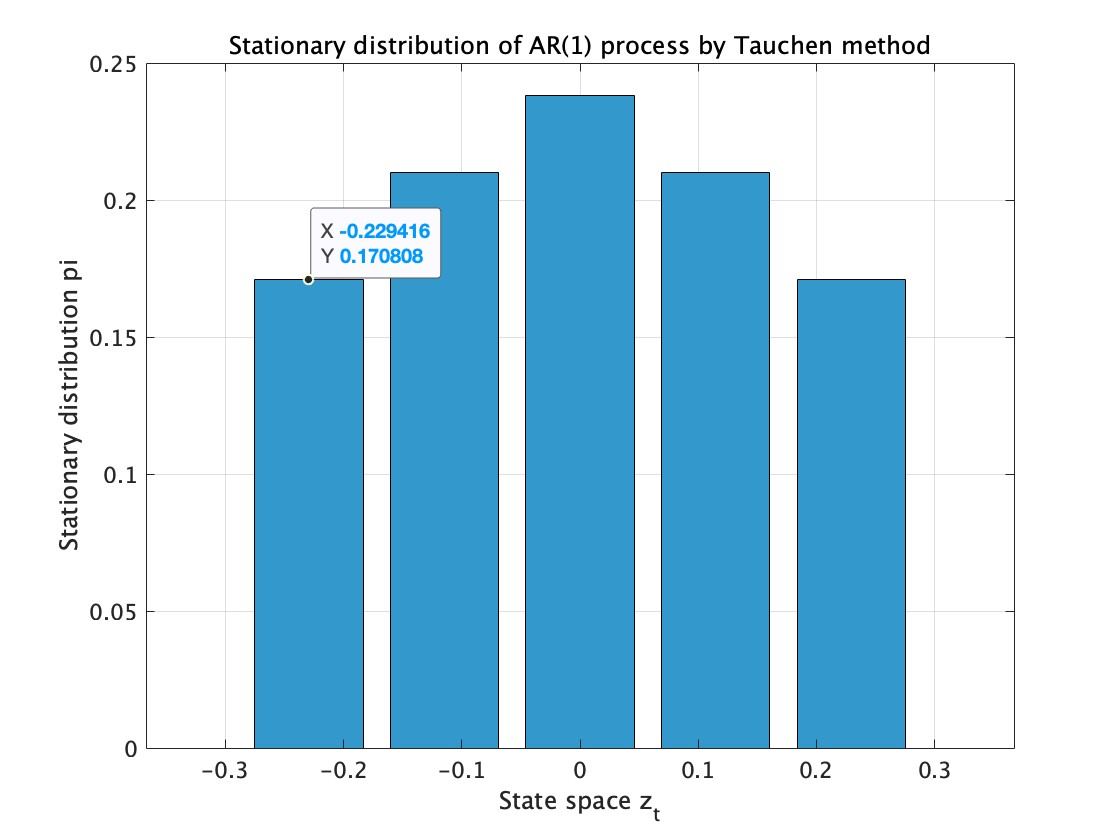 Stationary distribution of AR(1) process by Tauchen method
0.25
0.2
0.15
0.1
0.05
0
Stationary distribution pi
X -0.229416
Y 0.170808
−0.3 −0.2 −0.1 0 0.1 0.2 0.3
State space z_t